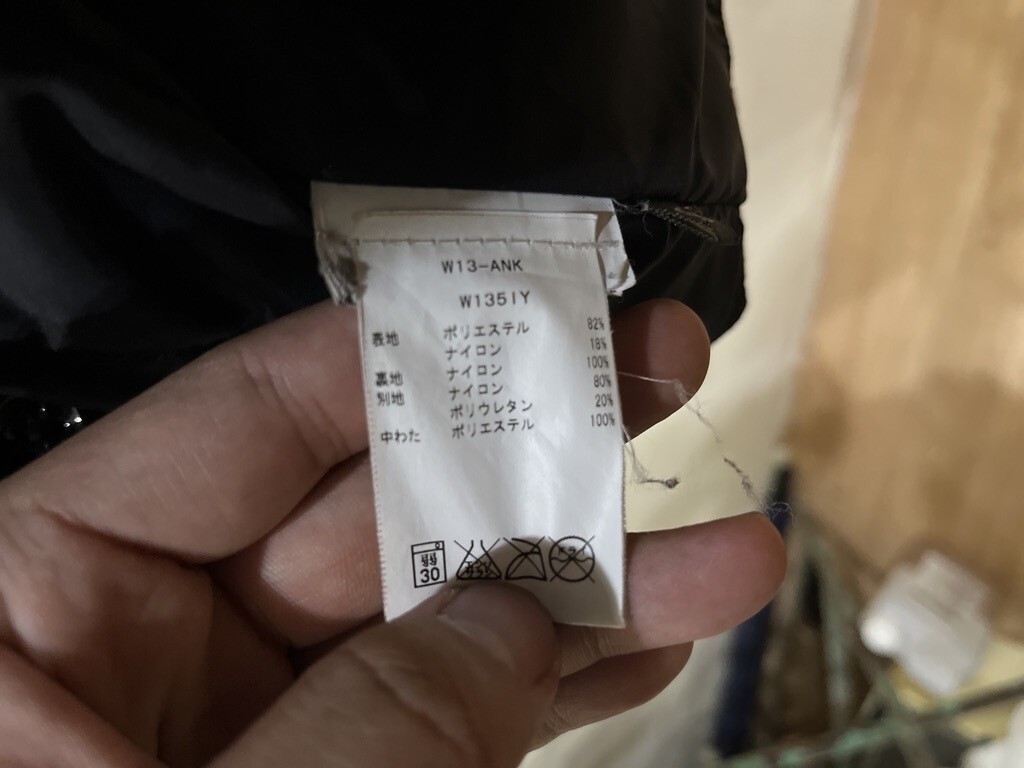 W13-ANK
W135IY
表地 ポリエステル 82%
ナイロン 18%
裏地 ナイロン 100%
別地 ナイロン 80%
ポリウレタン 20%
中わた ポリエステル 100%
30